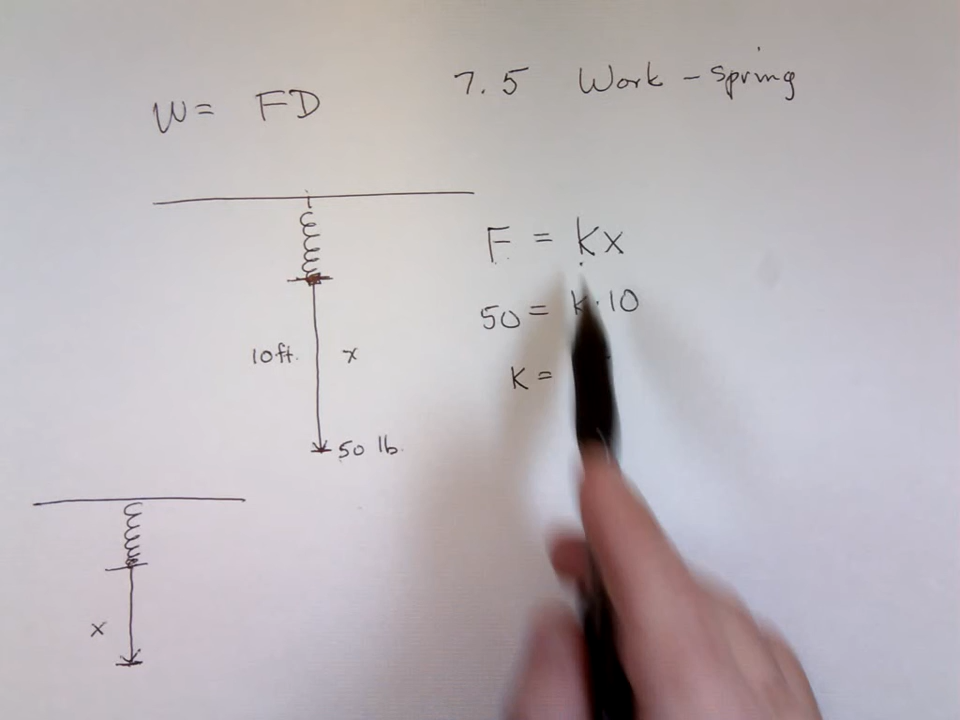 7.5 Work - spring
W = FD
F = kx
50 = k · 10
10ft. x
K =
50 lb.
x